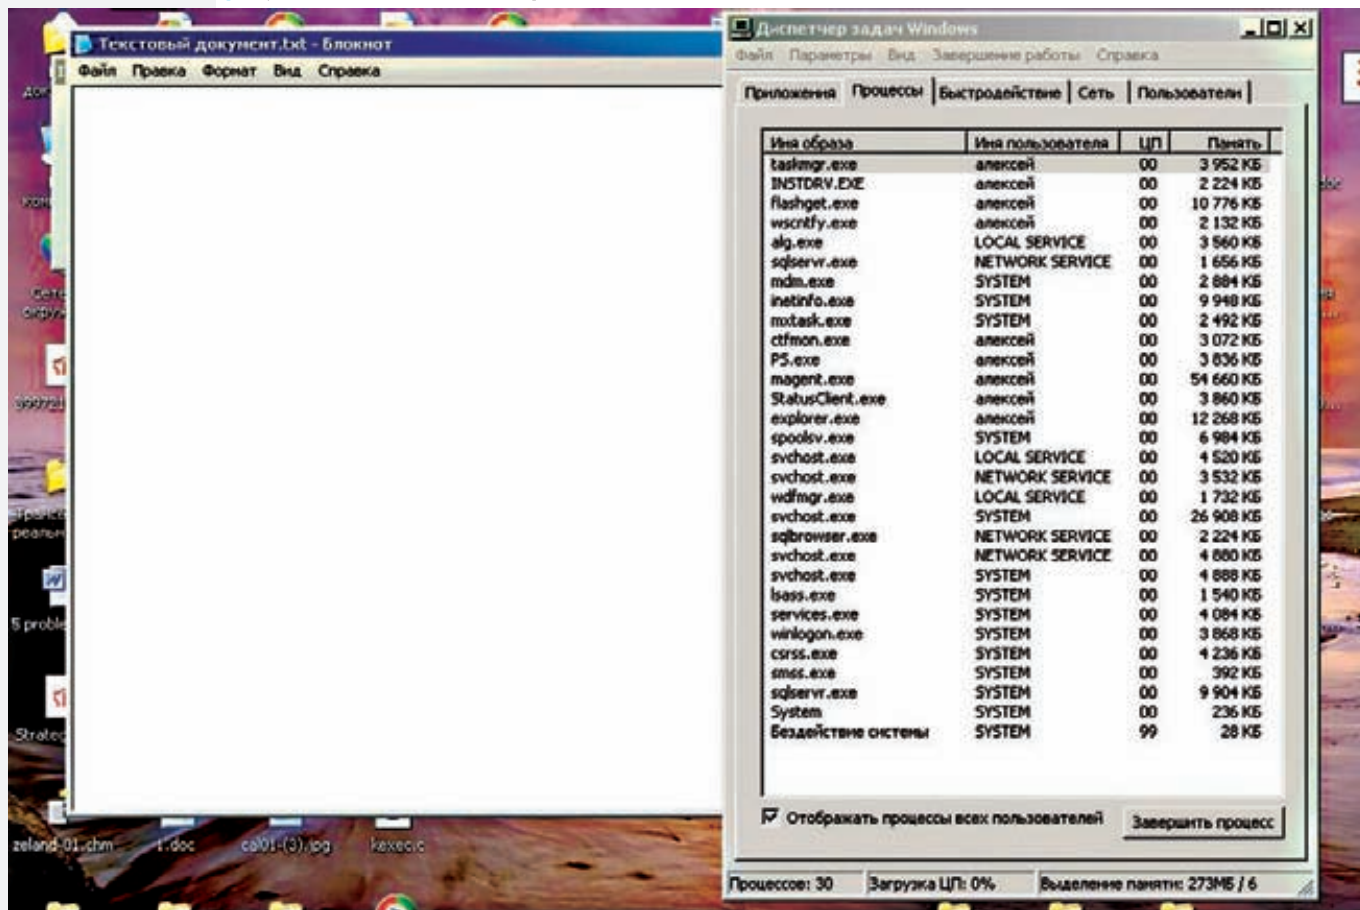 Текстовый документ.txt - Блокнот
Файл Правка Формат Вид Справка
Диспетчер задач Windows
Файл Параметры Вид Завершение работы Справка
Приложения Процессы Быстродействие Сеть Пользователи
Имя образа Имя пользователя ЦП Память
taskmgr.exe алексей 00 3 952 КБ
INSTDRV.EXE алексей 00 2 224 КБ
flashget.exe алексей 00 10 776 КБ
wscntfy.exe алексей 00 2 132 КБ
alg.exe LOCAL SERVICE 00 3 560 КБ
sqlservr.exe NETWORK SERVICE 00 1 656 КБ
mdm.exe SYSTEM 00 2 884 КБ
inetinfo.exe SYSTEM 00 9 948 КБ
mxtask.exe SYSTEM 00 2 492 КБ
ctfmon.exe алексей 00 3 072 КБ
P5.exe алексей 00 3 836 КБ
magent.exe алексей 00 54 660 КБ
StatusClient.exe алексей 00 3 860 КБ
explorer.exe алексей 00 12 268 КБ
spoolsv.exe SYSTEM 00 6 984 КБ
svchost.exe LOCAL SERVICE 00 4 520 КБ
svchost.exe NETWORK SERVICE 00 3 532 КБ
wdfmgr.exe LOCAL SERVICE 00 1 732 КБ
svchost.exe SYSTEM 00 26 908 КБ
sqlbrowser.exe NETWORK SERVICE 00 2 224 КБ
svchost.exe NETWORK SERVICE 00 4 880 КБ
svchost.exe SYSTEM 00 4 888 КБ
lsass.exe SYSTEM 00 1 540 КБ
services.exe SYSTEM 00 4 084 КБ
winlogon.exe SYSTEM 00 3 868 КБ
csrss.exe SYSTEM 00 4 236 КБ
smss.exe SYSTEM 00 392 КБ
sqlservr.exe SYSTEM 00 9 904 КБ
System SYSTEM 00 236 КБ
Бездействие системы SYSTEM 99 28 КБ
Отображать процессы всех пользователей
Завершить процесс
Процессов: 30 Загрузка ЦП: 0% Выделение памяти: 273МБ / 6
5 proble
Strateg
zeland-01.chm 1.doc cal01-(3).jpg kexec.c